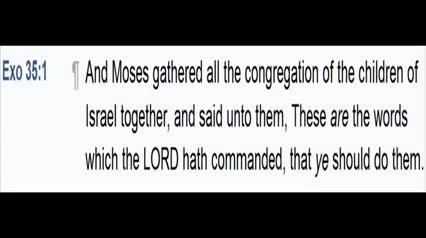 Exo 35:1 ¶ And Moses gathered all the congregation of the children of
Israel together, and said unto them, These are the words
which the LORD hath commanded, that ye should do them.